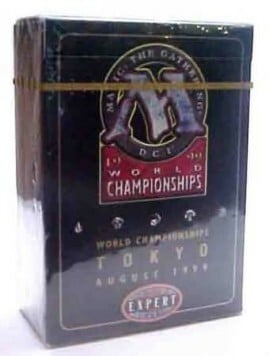 MAGIC: THE GATHERING
M
DCI
1999
WORLD
CHAMPIONSHIPS
WORLD CHAMPIONSHIPS
TOKYO
AUGUST 1999
EXPERT